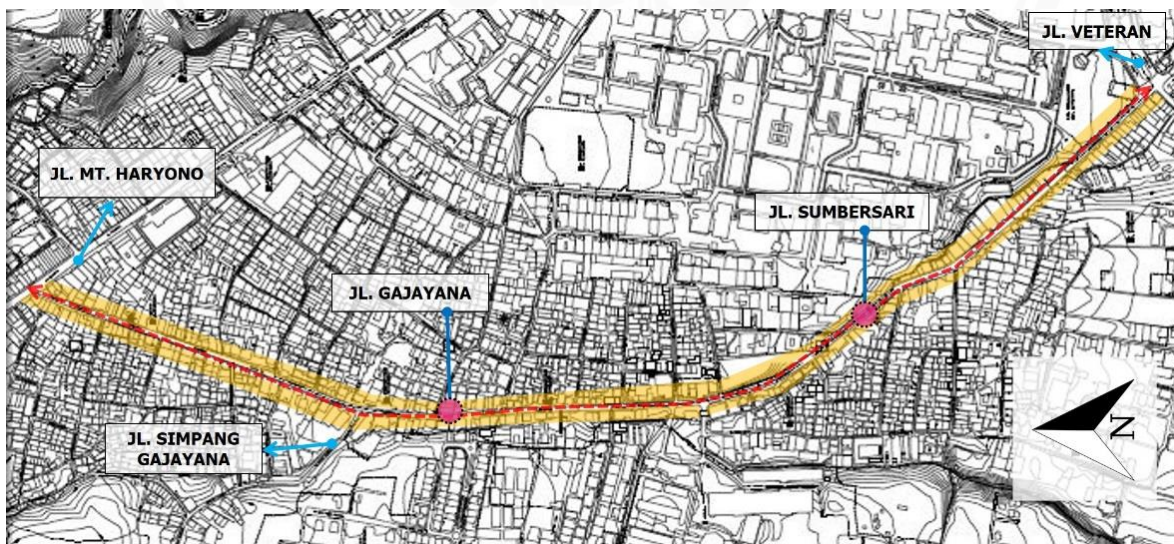 JL. VETERAN
JL. MT. HARYONO
JL. SUMBERSARI
JL. GAJAYANA
JL. SIMPANG
GAJAYANA
N